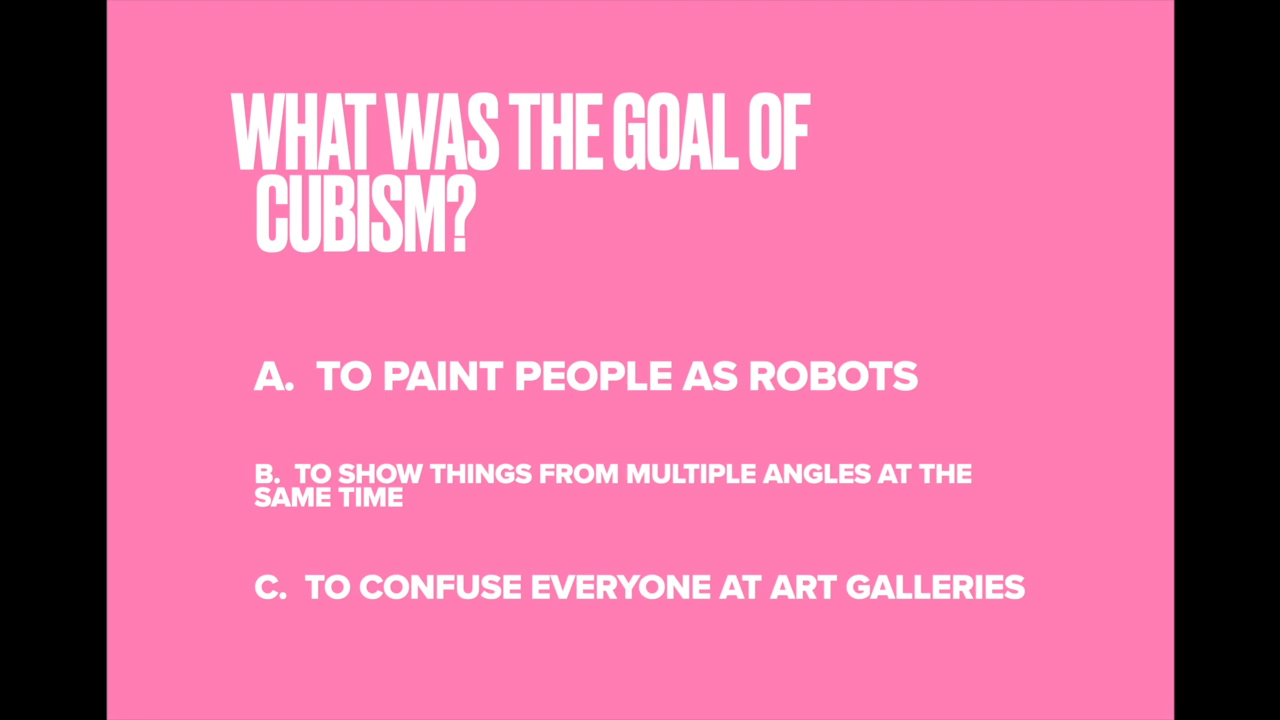 WHAT WAS THE GOAL OF
CUBISM?
A. TO PAINT PEOPLE AS ROBOTS
B. TO SHOW THINGS FROM MULTIPLE ANGLES AT THE
SAME TIME
C. TO CONFUSE EVERYONE AT ART GALLERIES